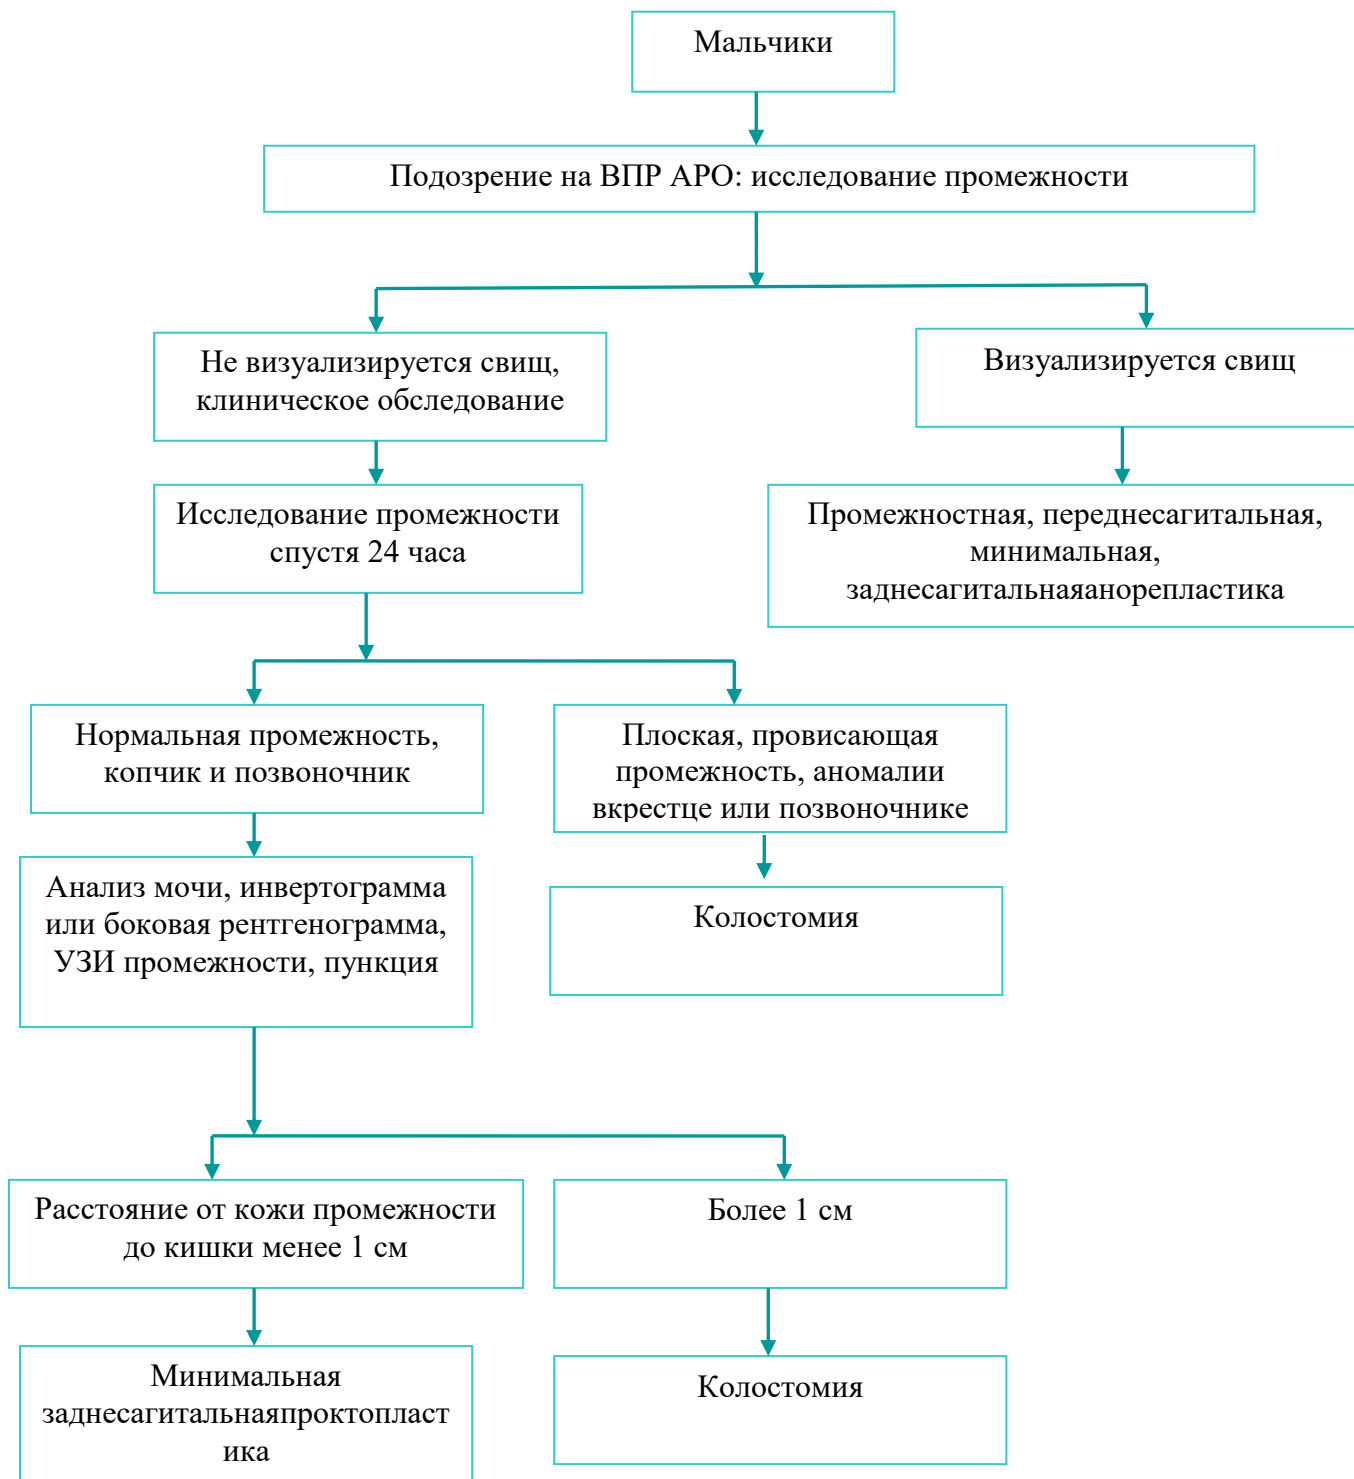 Мальчики
Подозрение на ВПР АРО: исследование промежности
Не визуализируется свищ,
клиническое обследование
Визуализируется свищ
Исследование промежности
спустя 24 часа
Промежностная, переднесагитальная,
минимальная,
заднесагитальнаяанорепластика
Нормальная промежность,
копчик и позвоночник
Плоская, провисающая
промежность, аномалии
вкрестце или позвоночнике
Анализ мочи, инвертограмма
или боковая рентгенограмма,
УЗИ промежности, пункция
Колостомия
Расстояние от кожи промежности
до кишки менее 1 см
Более 1 см
Минимальная
заднесагитальнаяпроктопласт
ика
Колостомия